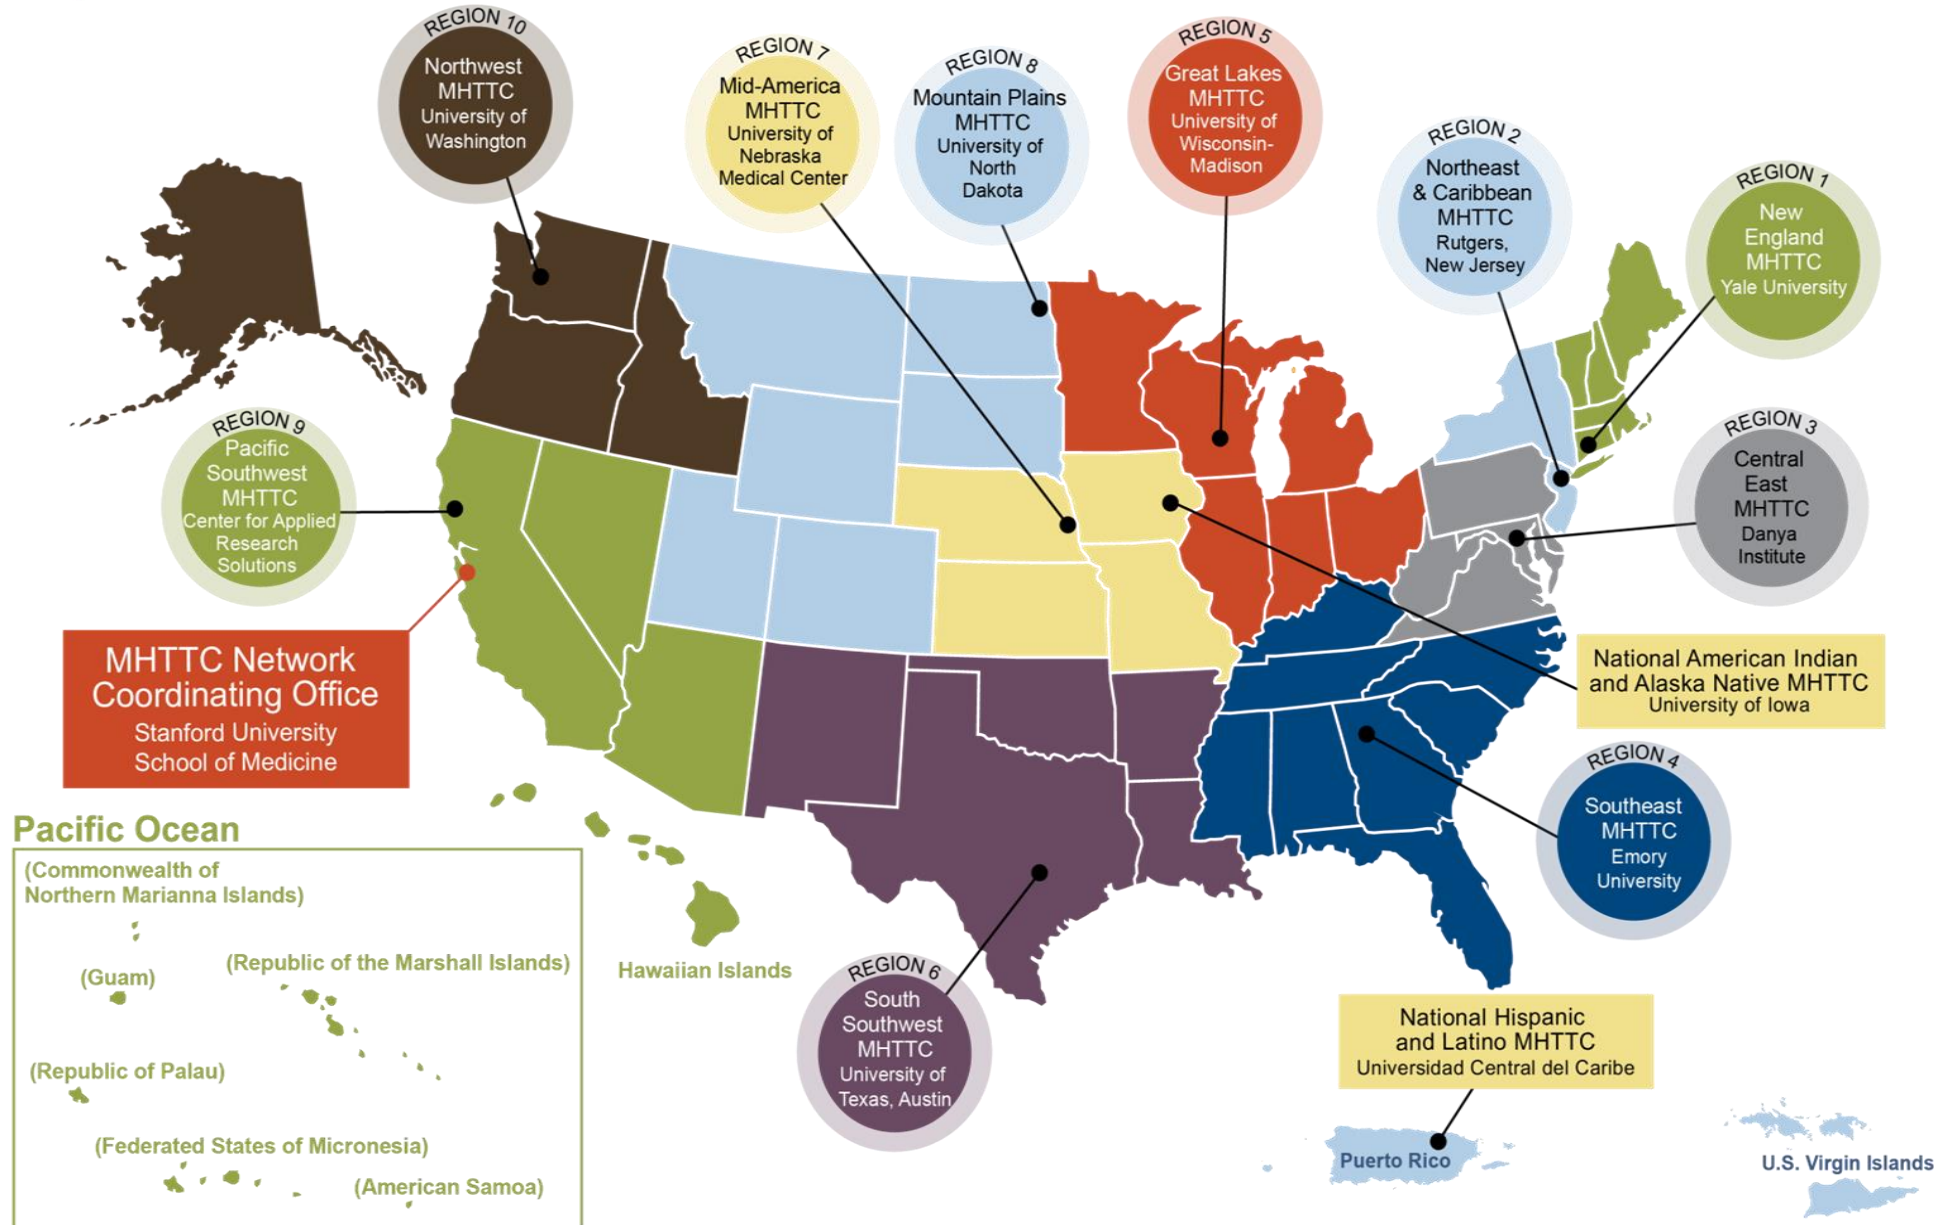 REGION 10
Northwest
MHTTC
University of
Washington
REGION 7
Mid-America
MHTTC
University of
Nebraska
Medical Center
REGION 8
Mountain Plains
MHTTC
University of
North
Dakota
REGION 5
Great Lakes
MHTTC
University of
Wisconsin-
Madison
REGION 2
Northeast
& Caribbean
MHTTC
Rutgers,
New Jersey
REGION 1
New
England
MHTTC
Yale University
REGION 9
Pacific
Southwest
MHTTC
Center for Applied
Research
Solutions
REGION 3
Central
East
MHTTC
Danya
Institute
MHTTC Network
Coordinating Office
Stanford University
School of Medicine
National American Indian
and Alaska Native MHTTC
University of Iowa
REGION 4
Southeast
MHTTC
Emory
University
Pacific Ocean
(Commonwealth of
Northern Marianna Islands)
(Guam)
(Republic of the Marshall Islands)
(Republic of Palau)
(Federated States of Micronesia)
(American Samoa)
Hawaiian Islands
REGION 6
South
Southwest
MHTTC
University of
Texas, Austin
National Hispanic
and Latino MHTTC
Universidad Central del Caribe
Puerto Rico
U.S. Virgin Islands